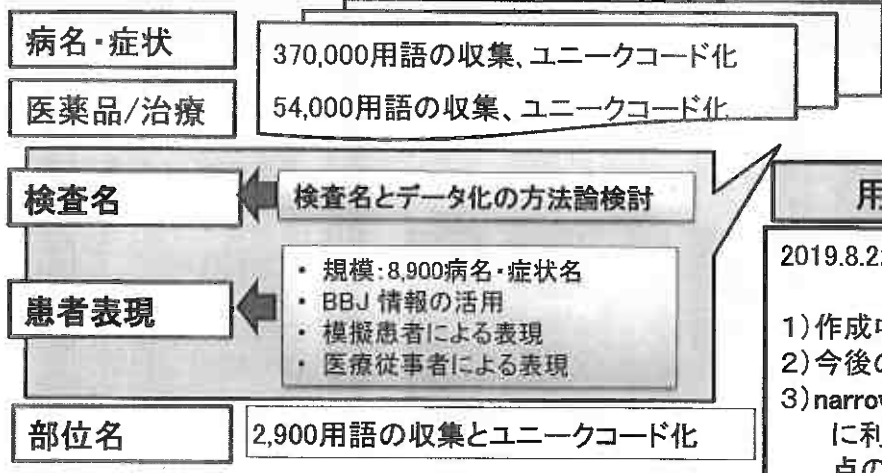 病名・症状
370,000用語の収集、ユニークコード化
医薬品/治療
54,000用語の収集、ユニークコード化
検査名
検査名とデータ化の方法論検討
患者表現
・ 規模:8,900病名・症状名
・ BBJ 情報の活用
・ 模擬患者による表現
・ 医療従事者による表現
部位名
2,900用語の収集とユニークコード化
用
2019.8.2
1)作成
2)今後の
3)narrow
に利
点の